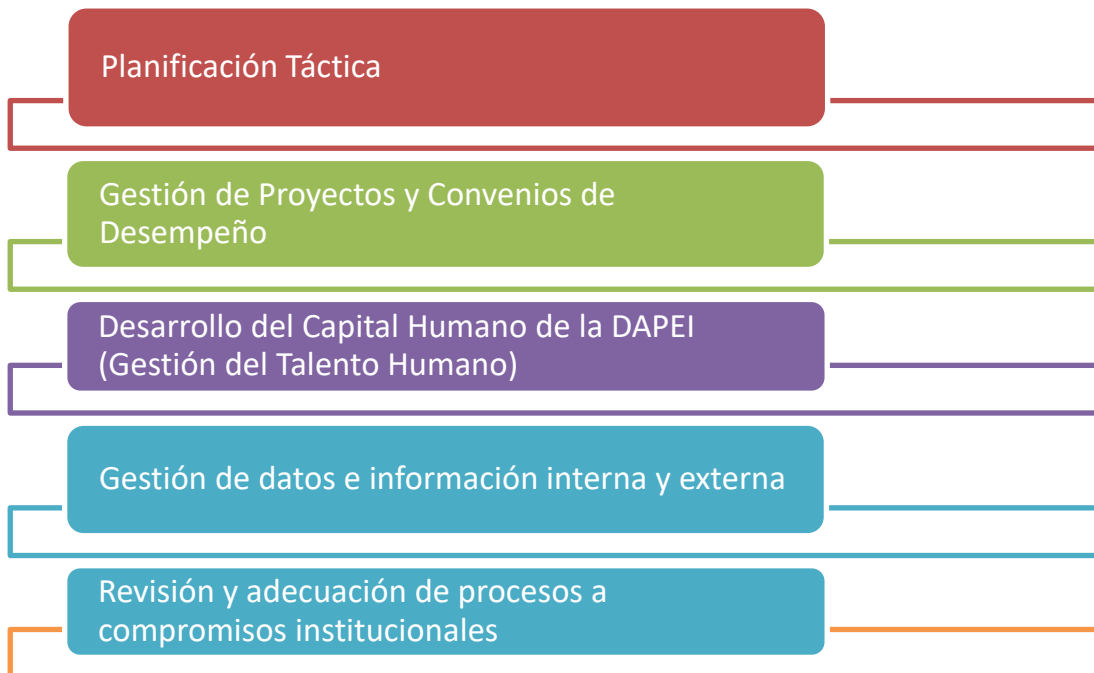 Planificación Táctica
Gestión de Proyectos y Convenios de
Desempeño
Desarrollo del Capital Humano de la DAPEI
(Gestión del Talento Humano)
Gestión de datos e información interna y externa
Revisión y adecuación de procesos a
compromisos institucionales